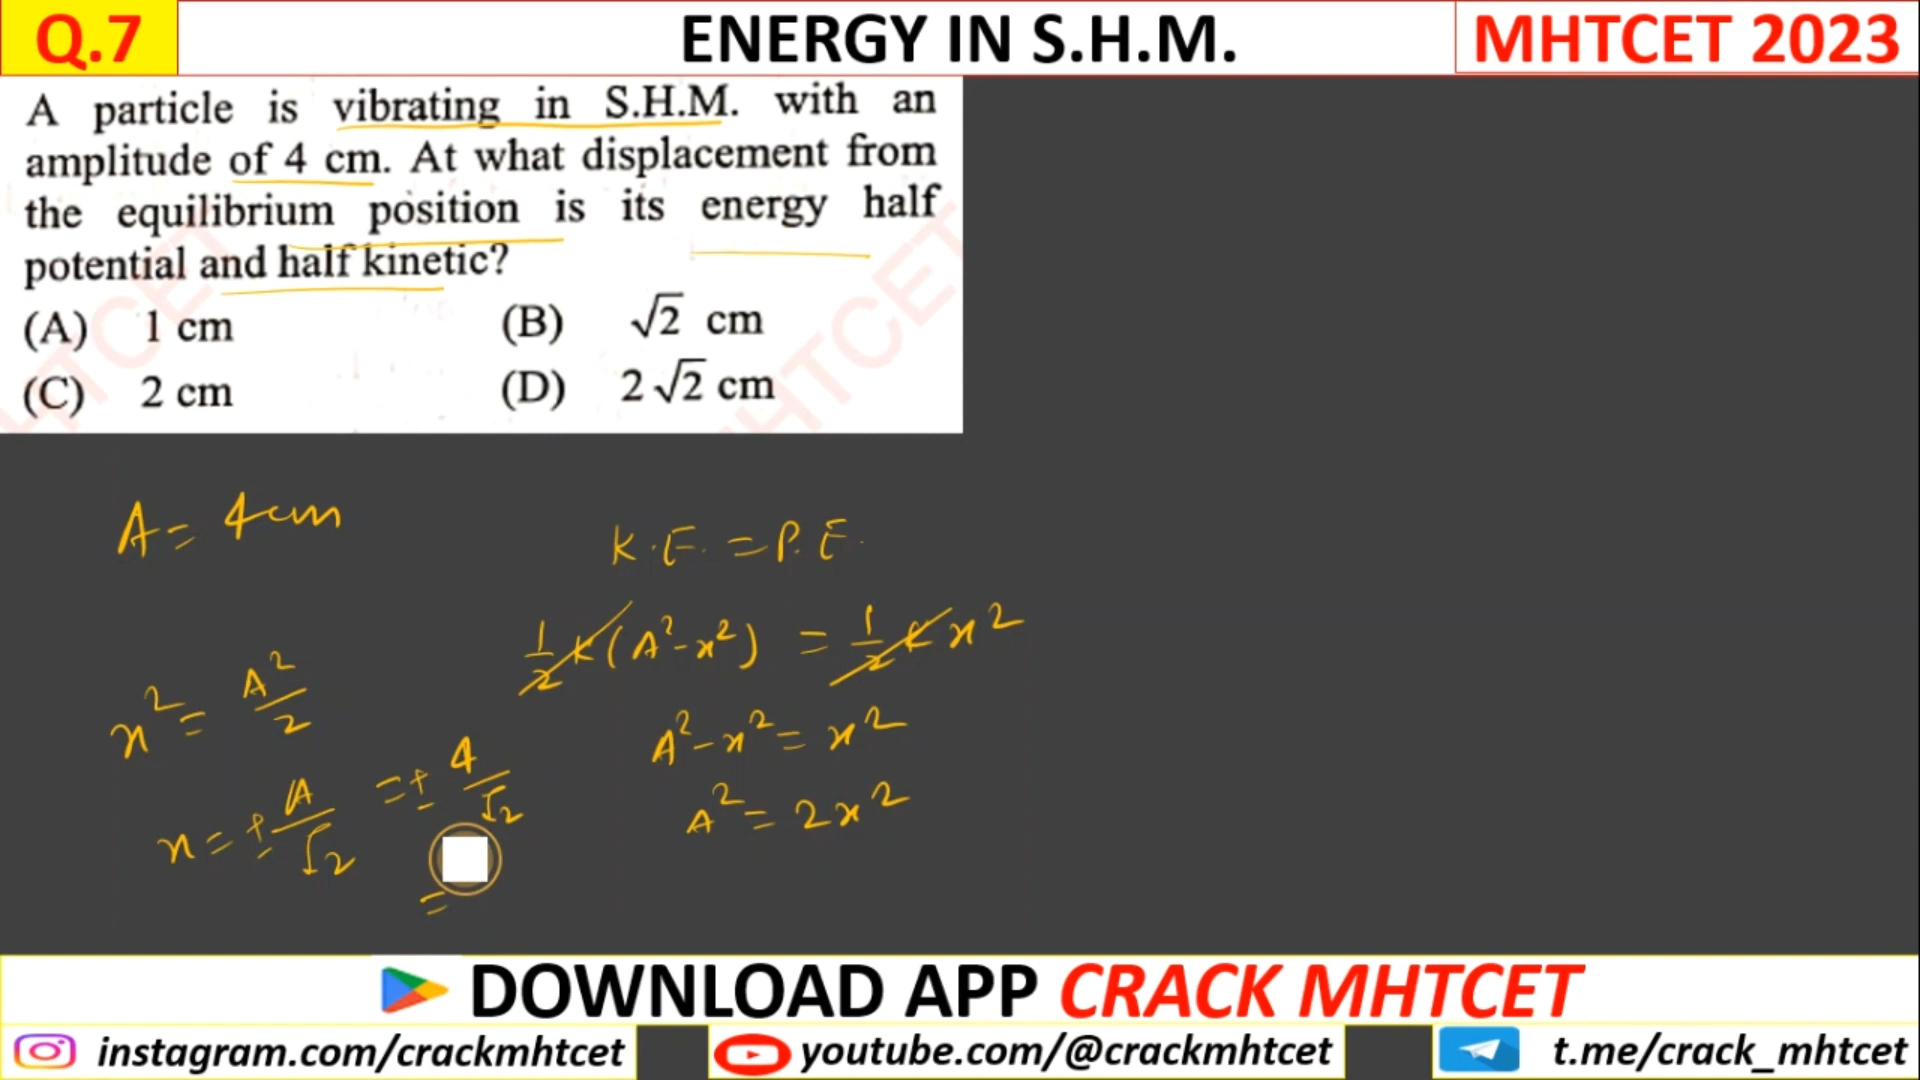 Q.7
ENERGY IN S.H.M.
MHTCET 2023
A particle is vibrating in S.H.M. with an
amplitude of 4 cm. At what displacement from
the equilibrium position is its energy half
potential and half kinetic?
(A) 1 cm (B) √2 cm
(C) 2 cm (D) 2√2 cm
A = 4cm
K.E. = P.E.
1/2 k (A² - x²) = 1/2 k x²
x² = A²/2
A² - x² = x²
x = ± A/√2 = ± 4/√2
A² = 2x²
=
DOWNLOAD APP CRACK MHTCET
instagram.com/crackmhtcet
youtube.com/@crackmhtcet
t.me/crack_mhtcet